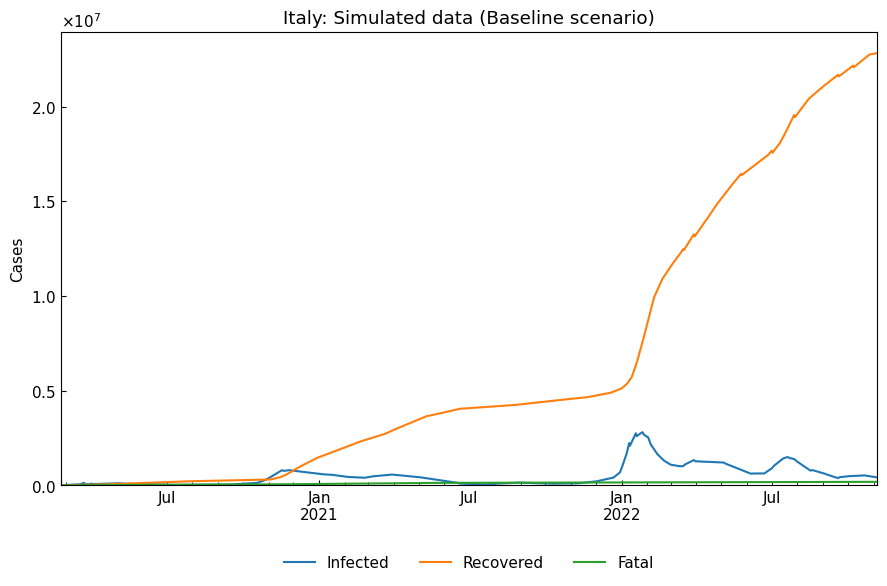 Italy: Simulated data (Baseline scenario)
×10⁷
2.0
1.5
1.0
0.5
0.0
Cases
Jul
Jan
2021
Jul
Jan
2022
Jul
Infected
Recovered
Fatal